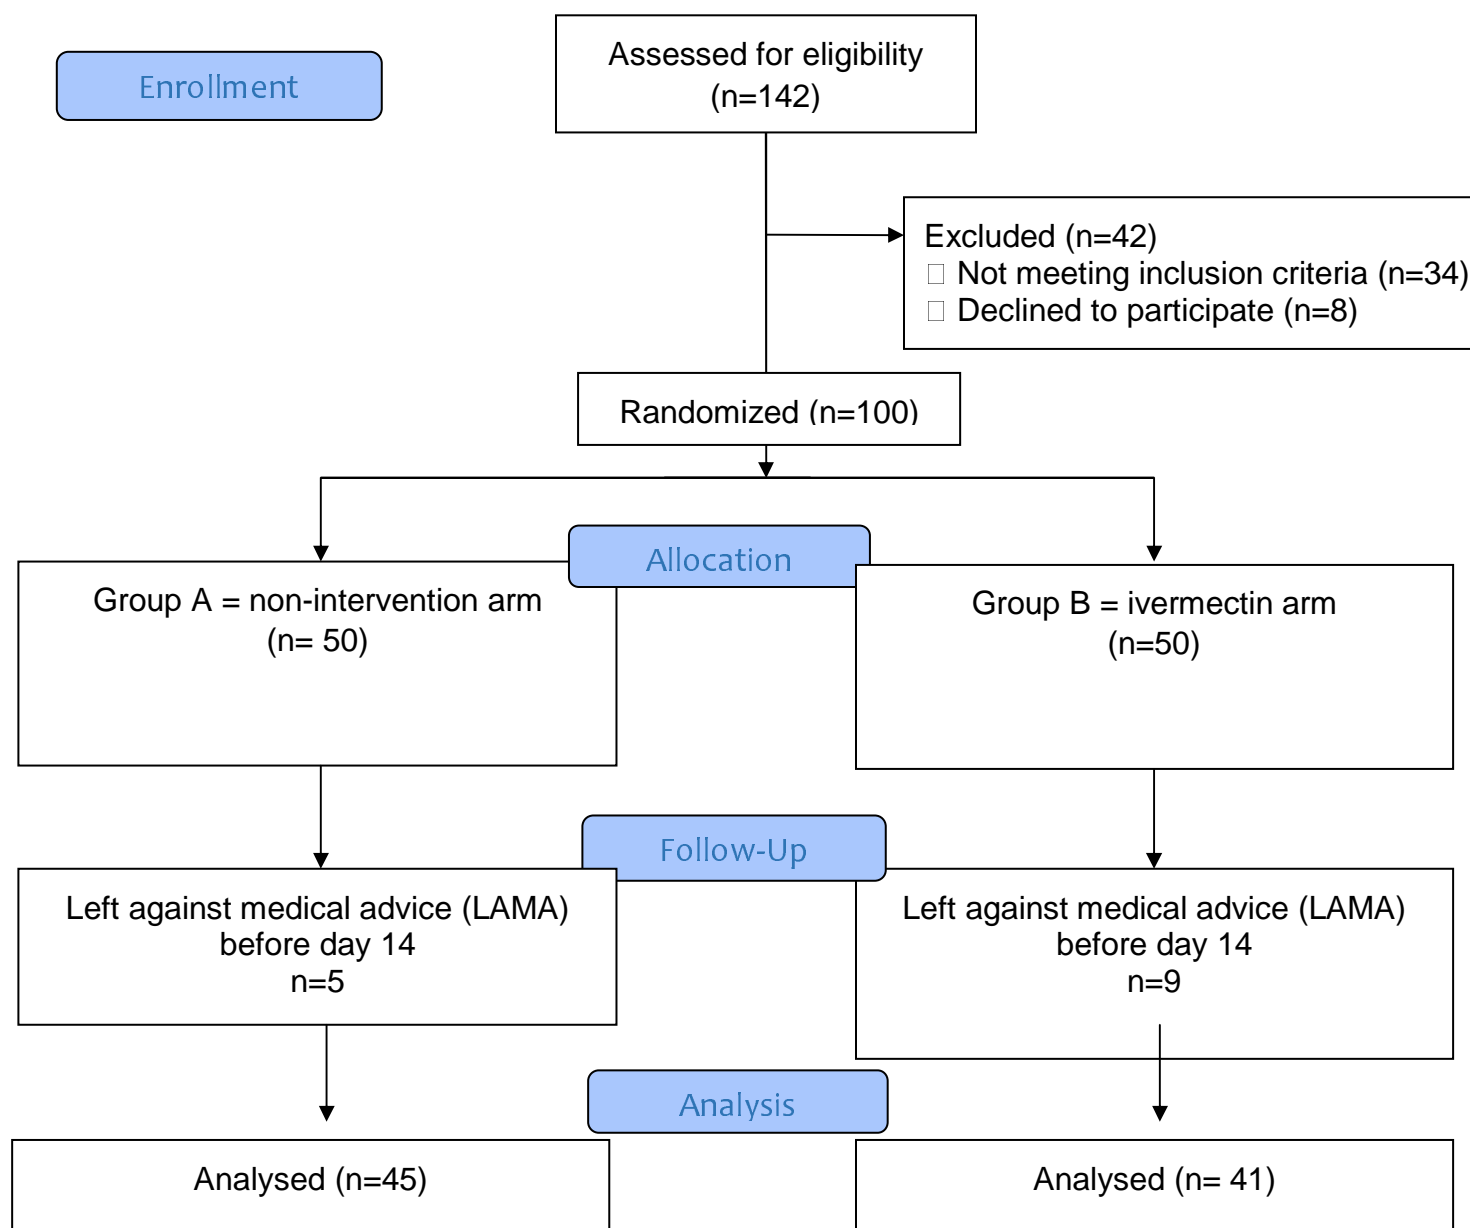 Enrollment
Assessed for eligibility
(n=142)
Excluded (n=42)
Not meeting inclusion criteria (n=34)
Declined to participate (n=8)
Randomized (n=100)
Allocation
Group A = non-intervention arm
(n= 50)
Group B = ivermectin arm
(n=50)
Follow-Up
Left against medical advice (LAMA)
before day 14
n=5
Left against medical advice (LAMA)
before day 14
n=9
Analysis
Analysed (n=45)
Analysed (n= 41)